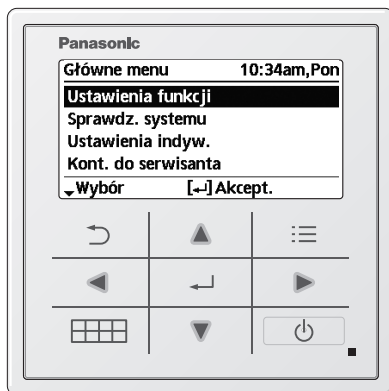 Panasonic
Główne menu 10:34am,Pon
Ustawienia funkcji
Sprawdz. systemu
Ustawienia indyw.
Kont. do serwisanta
Wybór [↵] Akcept.